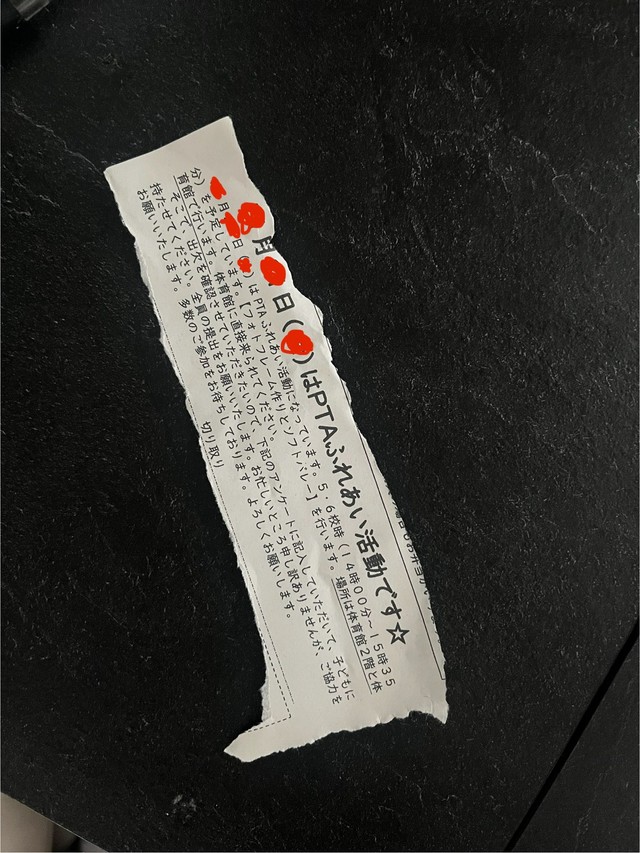 月日()はPTAふれあい活動です☆
月日()はPTAふれあい活動になっています。5・6校時(14時00分～15時35
分)を予定しています。【フォトフレーム作りとソフトバレー】を行います。場所は体育館2階と体
育館で行います。体育館に直接来られてください。
そこで、出欠を確認させていただきたいので、下記のアンケートに記入していただいて、子どもに
持たせてください。全員の提出をお願いいたします。お忙しいところ申し訳ありませんが、ご協力を
お願いいたします。多数のご参加をお待ちしております。よろしくお願いします。
切り取り